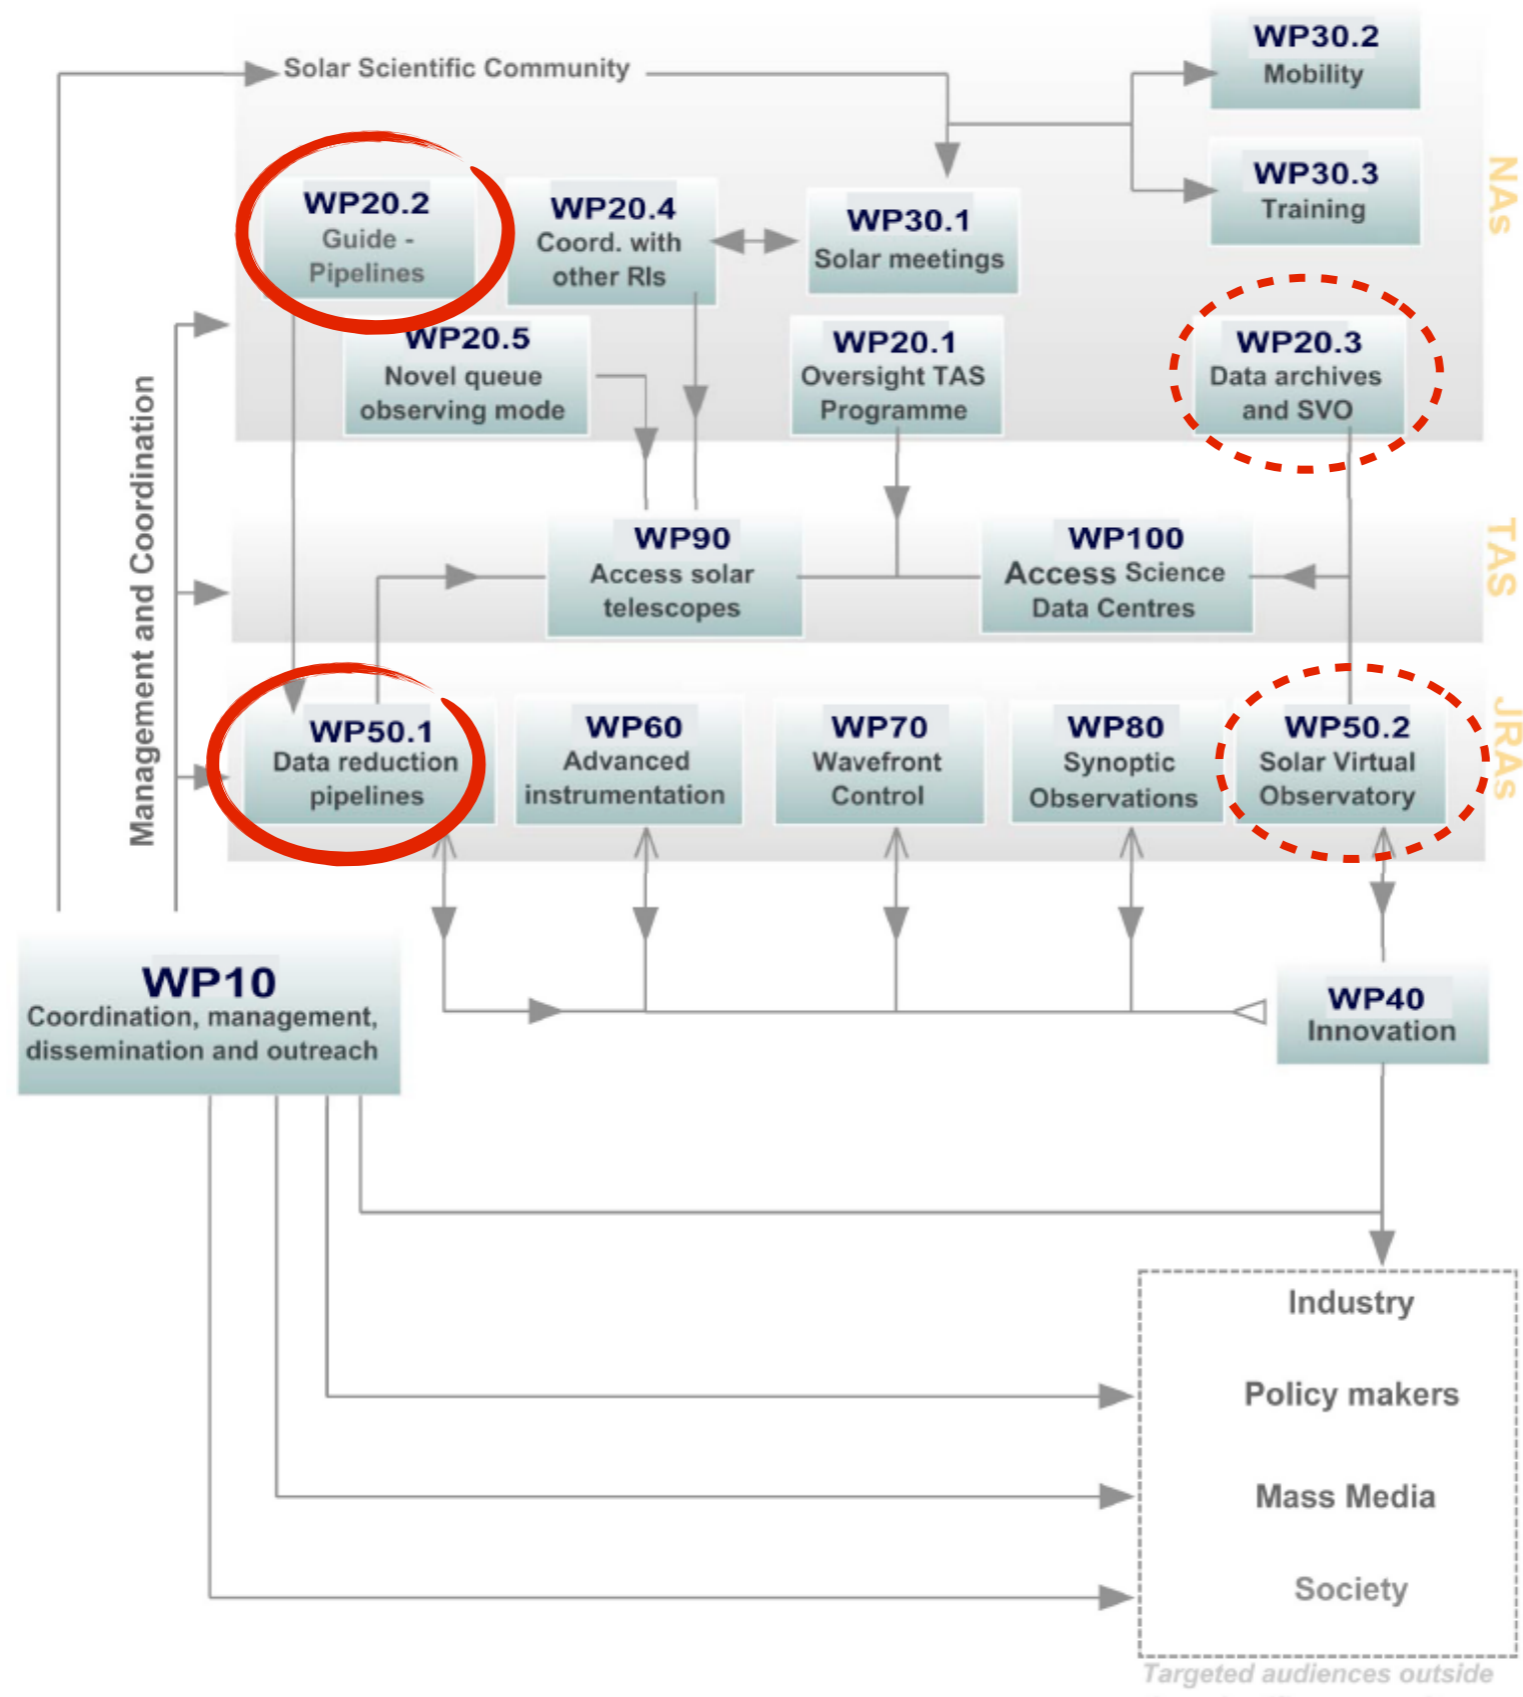 Solar Scientific Community
WP30.2
Mobility
WP30.3
Training
NAs
WP20.2
Guide -
Pipelines
WP20.4
Coord. with
other RIs
WP30.1
Solar meetings
WP20.5
Novel queue
observing mode
WP20.1
Oversight TAS
Programme
WP20.3
Data archives
and SVO
Management and Coordination
WP90
Access solar
telescopes
WP100
Access Science
Data Centres
TAS
WP50.1
Data reduction
pipelines
WP60
Advanced
instrumentation
WP70
Wavefront
Control
WP80
Synoptic
Observations
WP50.2
Solar Virtual
Observatory
JRAs
WP10
Coordination, management,
dissemination and outreach
WP40
Innovation
Industry
Policy makers
Mass Media
Society
Targeted audiences outside